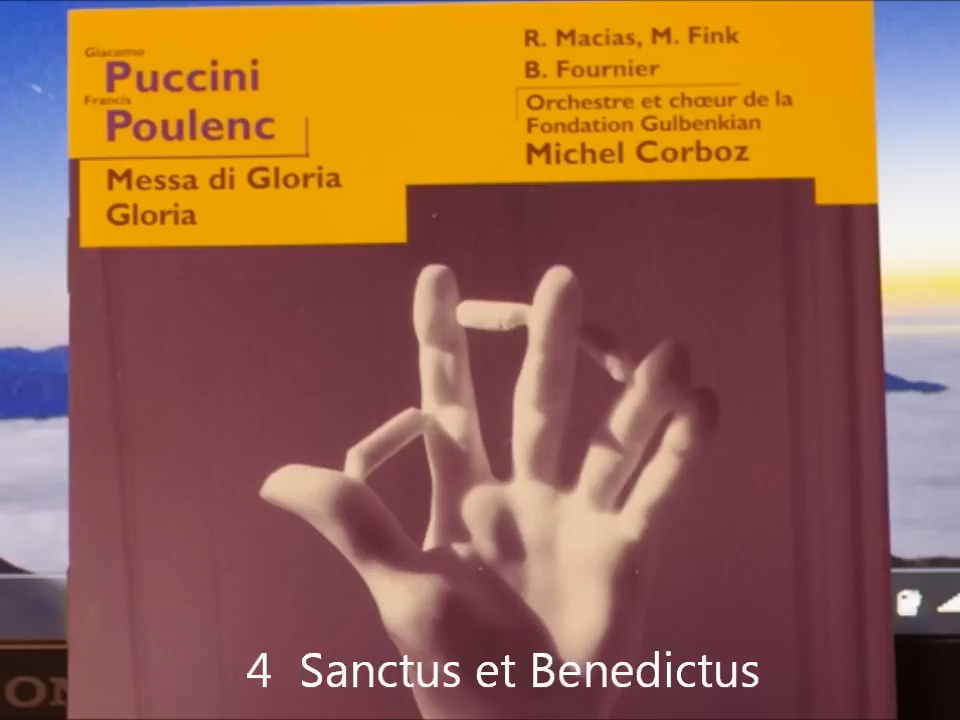 Giacomo
Puccini
Francis
Poulenc
Messa di Gloria
Gloria
R. Macias, M. Fink
B. Fournier
Orchestre et chœur de la
Fondation Gulbenkian
Michel Corboz
4 Sanctus et Benedictus